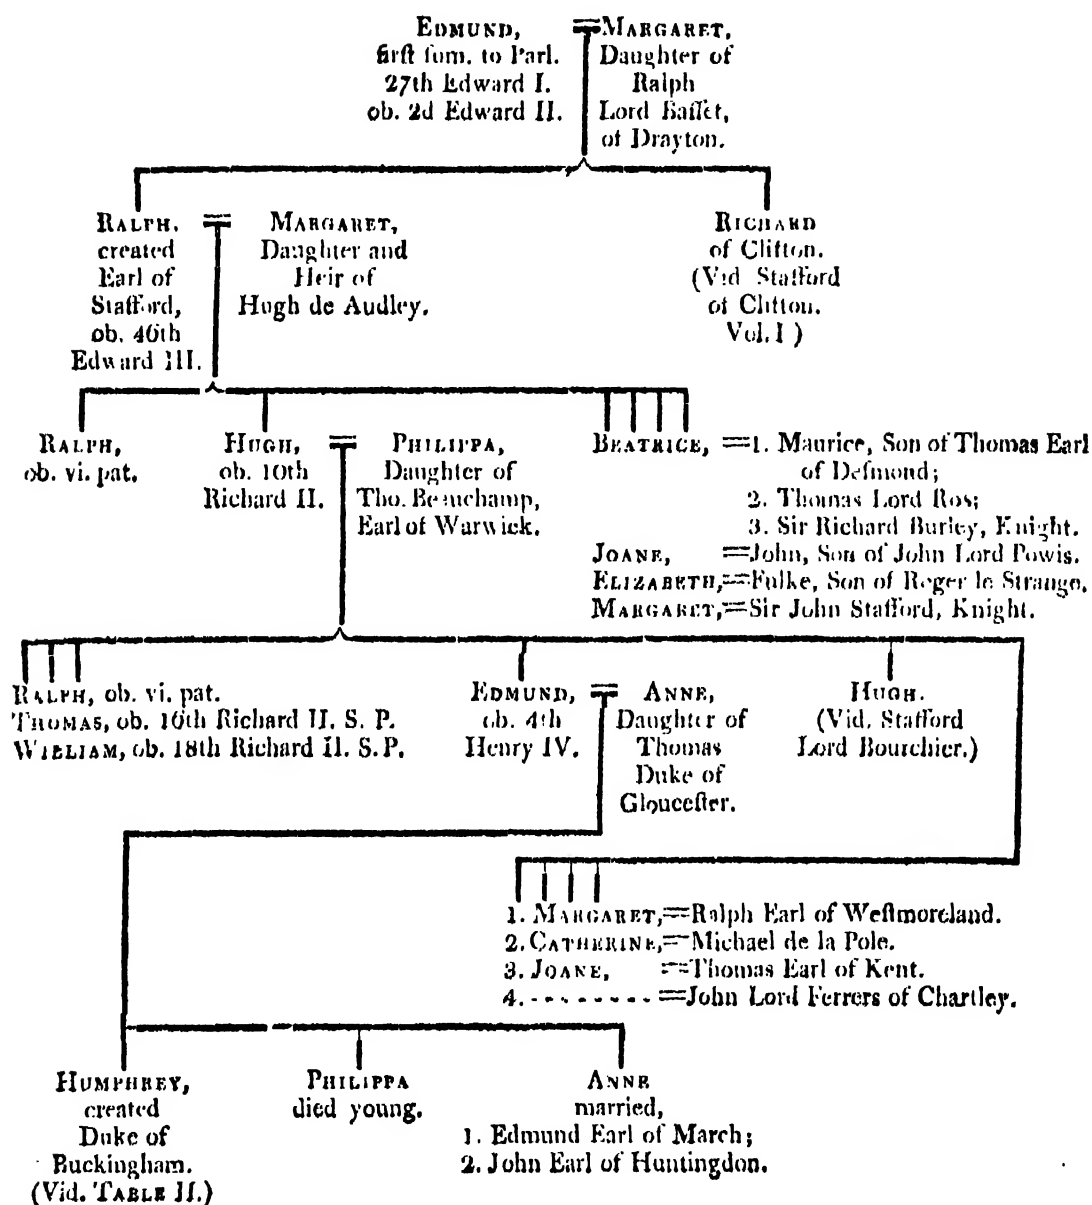 EDMUND,
firſt ſum. to Parl.
27th Edward I.
ob. 2d Edward II.
=MARGARET,
Daughter of
Ralph
Lord Baſſet,
of Drayton.
RALPH,
created
Earl of
Stafford,
ob. 46th
Edward III.
=
MARGARET,
Daughter and
Heir of
Hugh de Audley.
RICHARD
of Clifton.
(Vid Stafford
of Clifton.
Vol. I )
RALPH,
ob. vi. pat.
HUGH,
ob. 10th
Richard II.
=
PHILIPPA,
Daughter of
Tho. Beauchamp,
Earl of Warwick.
BEATRICE, =1. Maurice, Son of Thomas Earl
of Deſmond;
2. Thomas Lord Ros;
3. Sir Richard Burley, Knight.
JOANE, =John, Son of John Lord Powis.
ELIZABETH,=Fulke, Son of Roger le Strange.
MARGARET,=Sir John Stafford, Knight.
RALPH, ob. vi. pat.
THOMAS, ob. 16th Richard II. S. P.
WILLIAM, ob. 18th Richard II. S.P.
EDMUND,
ob. 4th
Henry IV.
=
ANNE,
Daughter of
Thomas
Duke of
Glouceſter.
HUGH.
(Vid. Stafford
Lord Bourchier.)
1. MARGARET,=Ralph Earl of Weſtmoreland.
2. CATHERINE,=Michael de la Pole.
3. JOANE, =Thomas Earl of Kent.
4. - - - - - - - - =John Lord Ferrers of Chartley.
HUMPHREY,
created
Duke of
Buckingham.
(Vid. TABLE II.)
PHILIPPA
died young.
ANNE
married,
1. Edmund Earl of March;
2. John Earl of Huntingdon.